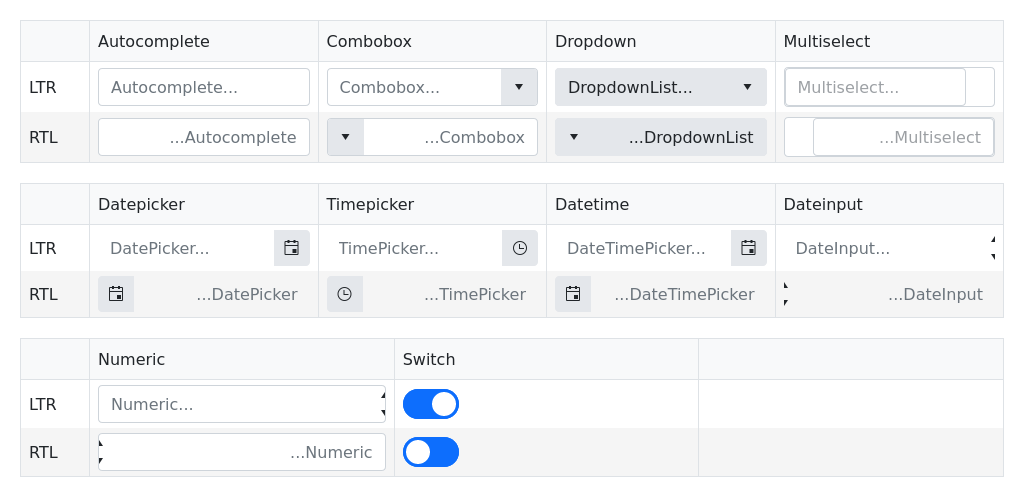 Autocomplete Combobox Dropdown Multiselect
LTR Autocomplete... Combobox... DropdownList... Multiselect...
RTL ...Autocomplete ...Combobox ...DropdownList ...Multiselect
Datepicker Timepicker Datetime Dateinput
LTR DatePicker... TimePicker... DateTimePicker... DateInput...
RTL ...DatePicker ...TimePicker ...DateTimePicker ...DateInput
Numeric Switch
LTR Numeric...
RTL ...Numeric